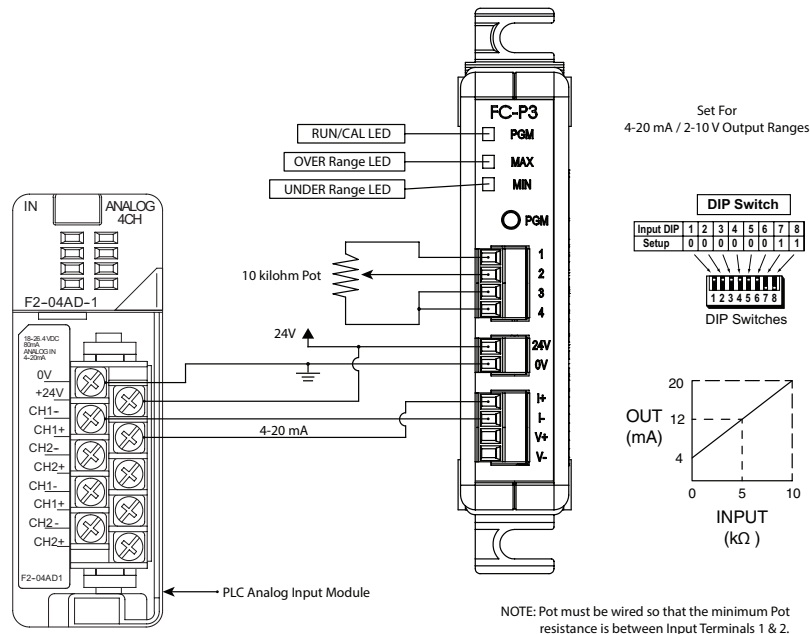 FC-P3
PGM
MAX
MIN
PGM
1
2
3
4
24V
0V
I+
I-
V+
V-
RUN/CAL LED
OVER Range LED
UNDER Range LED
10 kilohm Pot
24V
4-20 mA
IN
ANALOG
4CH
F2-04AD-1
18-26.4VDC
80mA
ANALOG IN
4-20mA
0V
+24V
CH1-
CH1+
CH2-
CH2+
CH1-
CH1+
CH2-
CH2+
F2-04AD1
PLC Analog Input Module
Set For
4-20 mA / 2-10 V Output Ranges
DIP Switch
Input DIP 1 2 3 4 5 6 7 8
Setup 0 0 0 0 0 0 1 1
1 2 3 4 5 6 7 8
DIP Switches
20
OUT
(mA)
12
4
0 5 10
INPUT
(kΩ )
NOTE: Pot must be wired so that the minimum Pot
resistance is between Input Terminals 1 & 2.